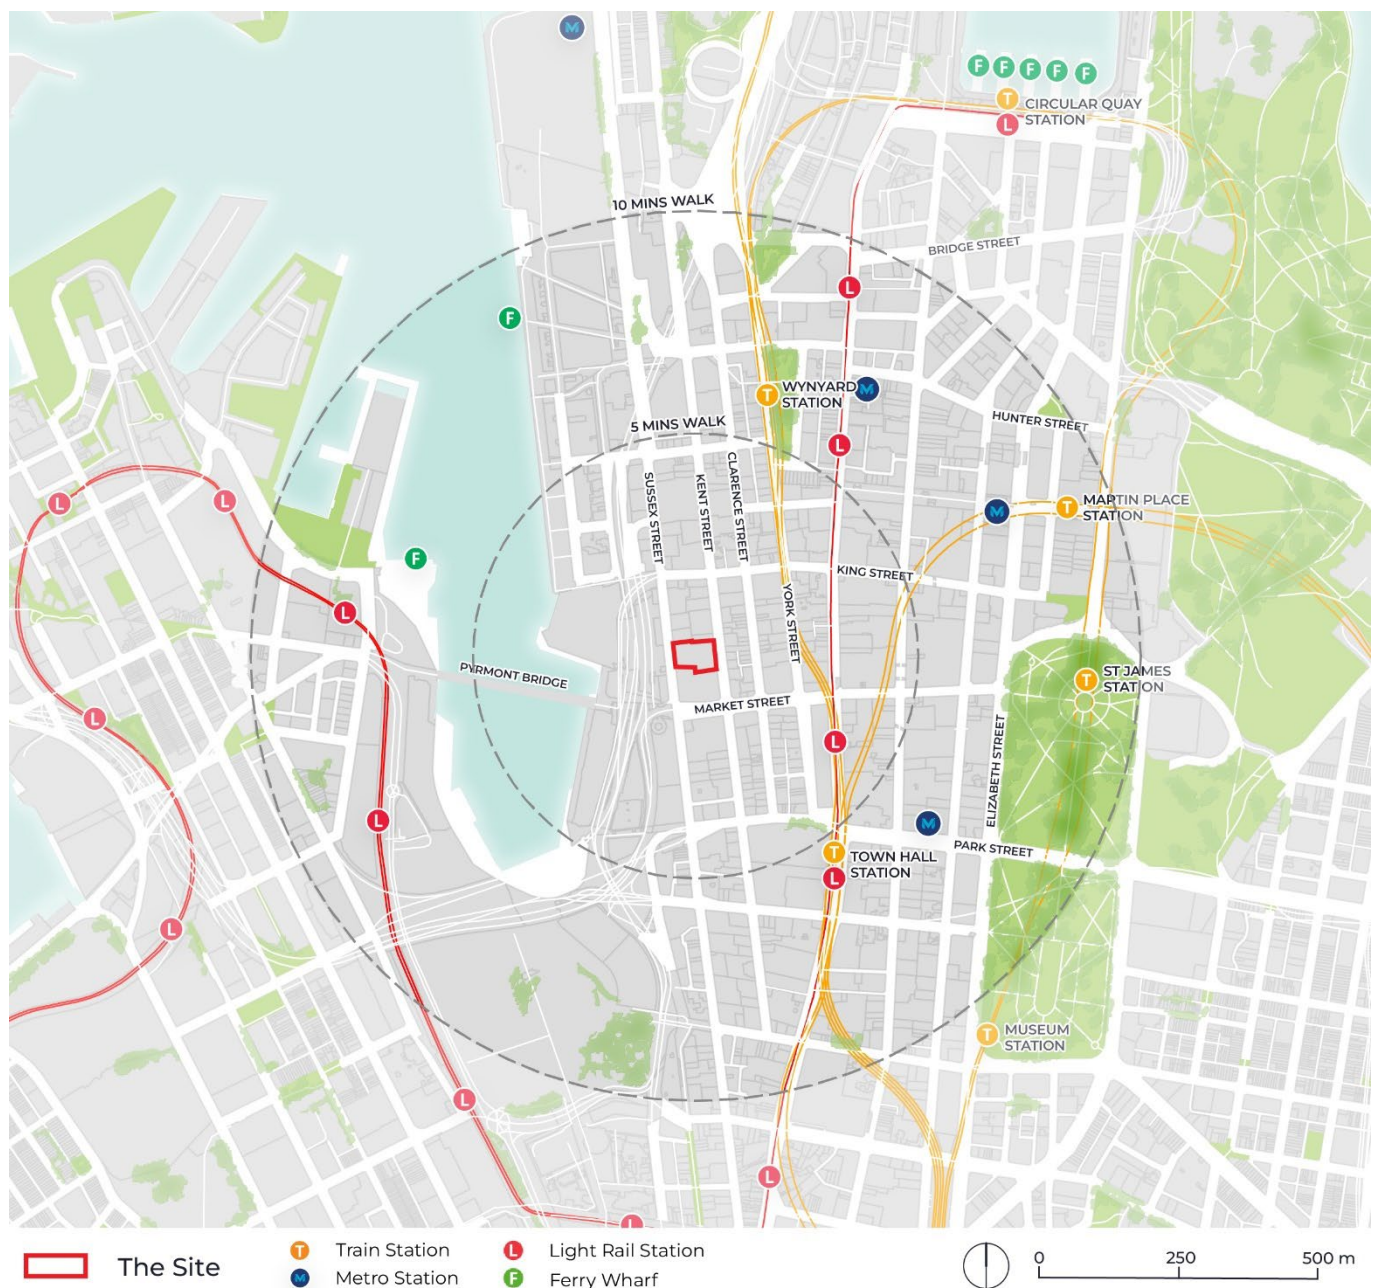 M
F F F F F
T
CIRCULAR QUAY
STATION
L
10 MINS WALK
BRIDGE STREET
L
F
WYNYARD
STATION
T
M
HUNTER STREET
5 MINS WALK
L
SUSSEX STREET
KENT STREET
CLARENCE STREET
L
L
M
T
MARTIN PLACE
STATION
F
KING STREET
L
YORK STREET
PYRMONT BRIDGE
ST JAMES
STATION
T
MARKET STREET
L
L
ELIZABETH STREET
L
M
PARK STREET
T
TOWN HALL
STATION
L
L
T
MUSEUM
STATION
L
L
L
The Site
T Train Station
M Metro Station
L Light Rail Station
F Ferry Wharf
0 250 500 m